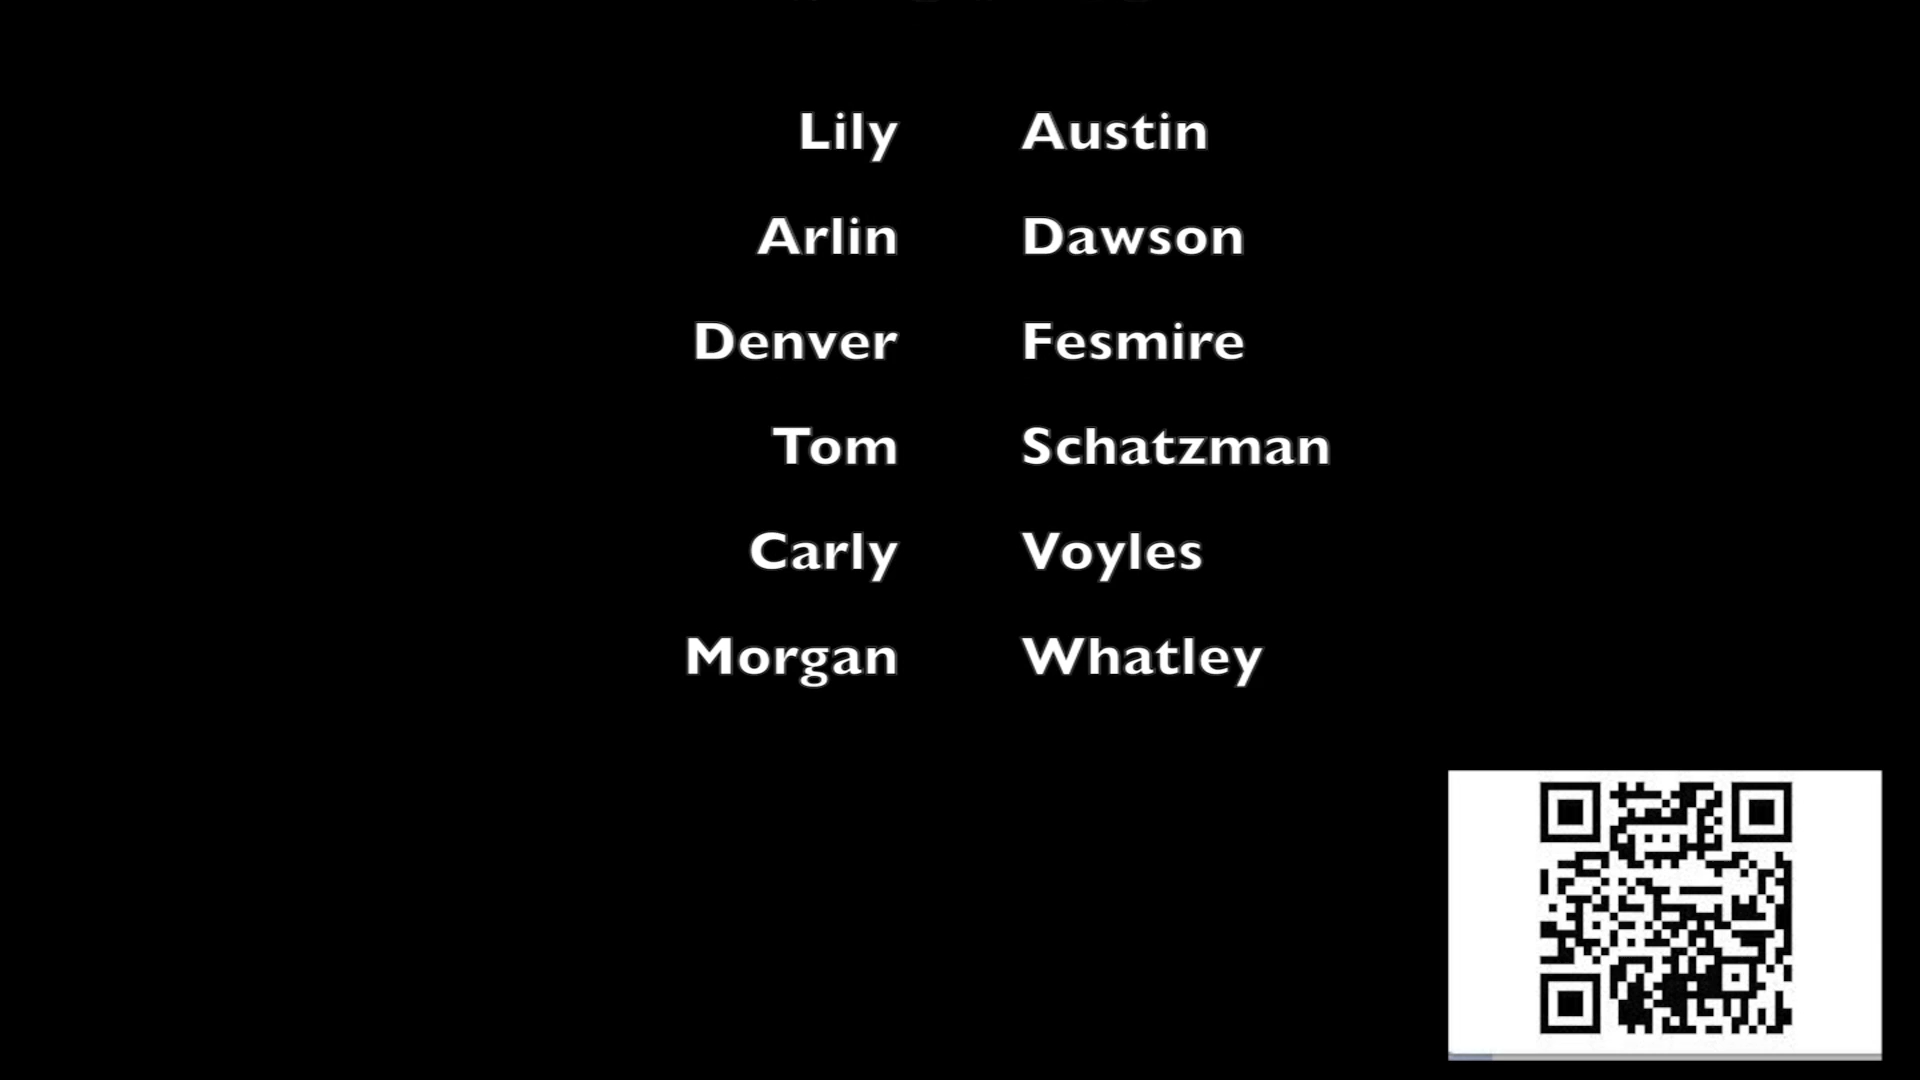 Lily Austin
Arlin Dawson
Denver Fesmire
Tom Schatzman
Carly Voyles
Morgan Whatley